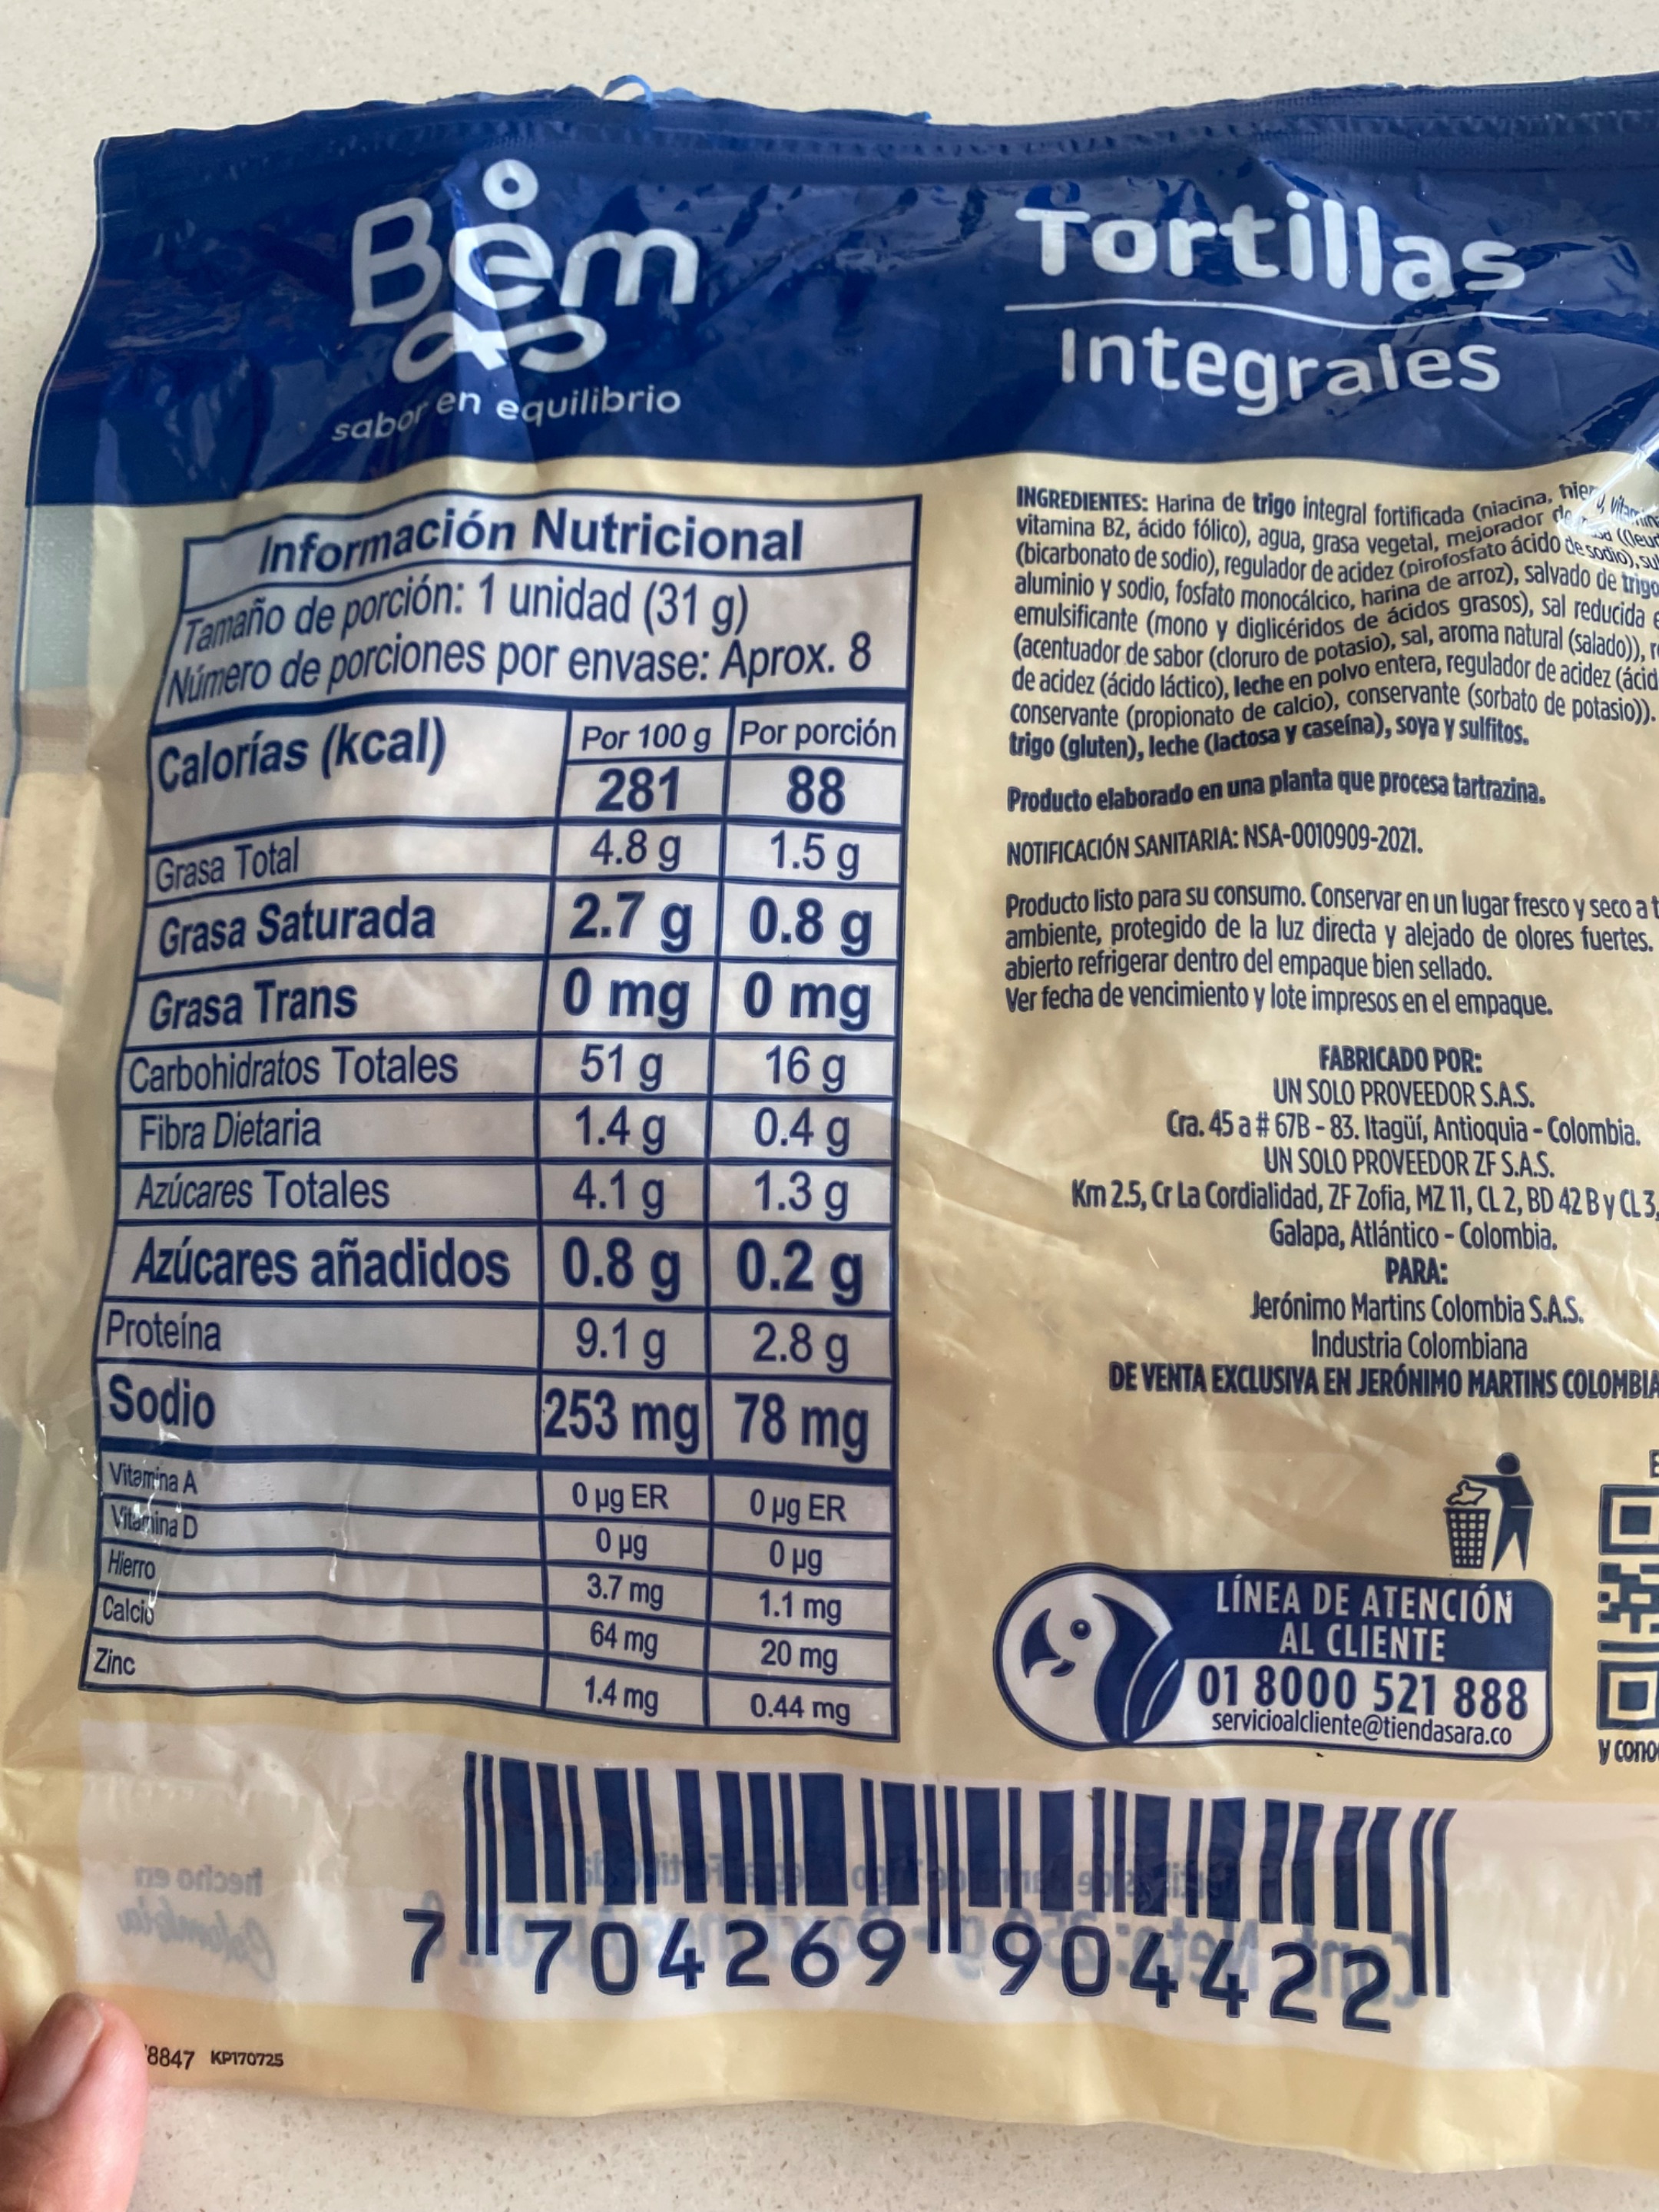 Bem
sabor en equilibrio
Tortillas
Integrales
Información Nutricional
Tamaño de porción: 1 unidad (31 g)
Número de porciones por envase: Aprox. 8
Calorías (kcal) Por 100 g Por porción
281 88
Grasa Total 4.8 g 1.5 g
Grasa Saturada 2.7 g 0.8 g
Grasa Trans 0 mg 0 mg
Carbohidratos Totales 51 g 16 g
Fibra Dietaria 1.4 g 0.4 g
Azúcares Totales 4.1 g 1.3 g
Azúcares añadidos 0.8 g 0.2 g
Proteína 9.1 g 2.8 g
Sodio 253 mg 78 mg
Vitamina A 0 µg ER 0 µg ER
Vitamina D 0 µg 0 µg
Hierro 3.7 mg 1.1 mg
Calcio 64 mg 20 mg
Zinc 1.4 mg 0.44 mg
INGREDIENTES: Harina de trigo integral fortificada (niacina,
vitamina B2, ácido fólico), agua, grasa vegetal, mejorador
(bicarbonato de sodio), regulador de acidez (pirofosfato ácido de sodio),
aluminio y sodio, fosfato monocálcico, harina de arroz), salvado de trigo
emulsificante (mono y diglicéridos de ácidos grasos), sal reducida
(acentuador de sabor (cloruro de potasio), sal, aroma natural (salado)),
de acidez (ácido láctico), leche en polvo entera, regulador de acidez
conservante (propionato de calcio), conservante (sorbato de potasio)).
trigo (gluten), leche (lactosa y caseína), soya y sulfitos.
Producto elaborado en una planta que procesa tartrazina.
NOTIFICACIÓN SANITARIA: NSA-0010909-2021.
Producto listo para su consumo. Conservar en un lugar fresco y seco a
ambiente, protegido de la luz directa y alejado de olores fuertes.
abierto refrigerar dentro del empaque bien sellado.
Ver fecha de vencimiento y lote impresos en el empaque.
FABRICADO POR:
UN SOLO PROVEEDOR S.A.S.
Cra. 45 a # 67B - 83. Itagüí, Antioquia - Colombia.
UN SOLO PROVEEDOR ZF S.A.S.
Km 2.5, Cr La Cordialidad, ZF Zofia, MZ 11, CL 2, BD 42 B y CL 3,
Galapa, Atlántico - Colombia.
PARA:
Jerónimo Martins Colombia S.A.S.
Industria Colombiana
DE VENTA EXCLUSIVA EN JERÓNIMO MARTINS COLOMBIA
LÍNEA DE ATENCIÓN
AL CLIENTE
01 8000 521 888
servicioalcliente@tiendasara.co
7 704269 904422
8847 KP170725